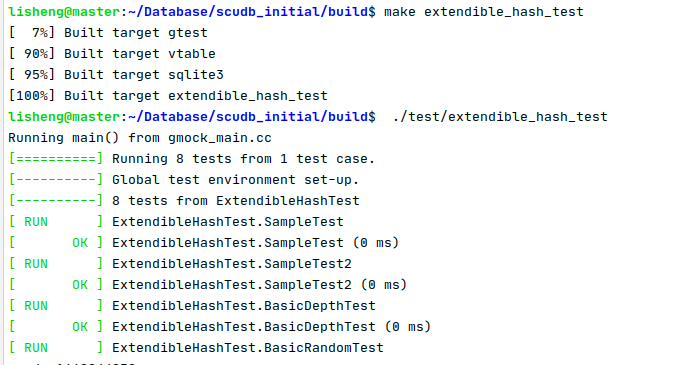 lisheng@master:~/Database/scudb_initial/build$ make extendible_hash_test
[  7%] Built target gtest
[ 90%] Built target vtable
[ 95%] Built target sqlite3
[100%] Built target extendible_hash_test
lisheng@master:~/Database/scudb_initial/build$  ./test/extendible_hash_test
Running main() from gmock_main.cc
[==========] Running 8 tests from 1 test case.
[----------] Global test environment set-up.
[----------] 8 tests from ExtendibleHashTest
[ RUN      ] ExtendibleHashTest.SampleTest
[       OK ] ExtendibleHashTest.SampleTest (0 ms)
[ RUN      ] ExtendibleHashTest.SampleTest2
[       OK ] ExtendibleHashTest.SampleTest2 (0 ms)
[ RUN      ] ExtendibleHashTest.BasicDepthTest
[       OK ] ExtendibleHashTest.BasicDepthTest (0 ms)
[ RUN      ] ExtendibleHashTest.BasicRandomTest